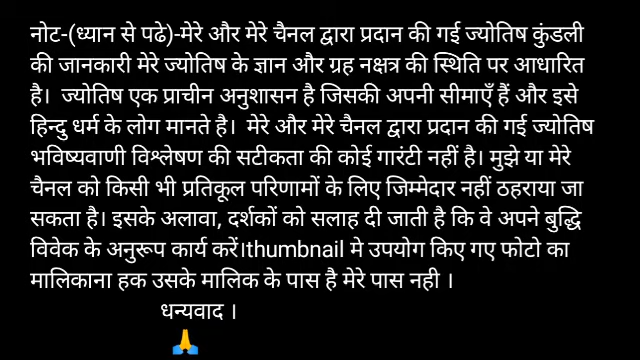 नोट-(ध्यान से पढे)-मेरे और मेरे चैनल द्वारा प्रदान की गई ज्योतिष कुंडली
की जानकारी मेरे ज्योतिष के ज्ञान और ग्रह नक्षत्र की स्थिति पर आधारित
है।  ज्योतिष एक प्राचीन अनुशासन है जिसकी अपनी सीमाएँ हैं और इसे
हिन्दु धर्म के लोग मानते है।  मेरे और मेरे चैनल द्वारा प्रदान की गई ज्योतिष
भविष्यवाणी विश्लेषण की सटीकता की कोई गारंटी नहीं है। मुझे या मेरे
चैनल को किसी भी प्रतिकूल परिणामों के लिए जिम्मेदार नहीं ठहराया जा
सकता है। इसके अलावा, दर्शकों को सलाह दी जाती है कि वे अपने बुद्धि
विवेक के अनुरूप कार्य करें।thumbnail मे उपयोग किए गए फोटो का
मालिकाना हक उसके मालिक के पास है मेरे पास नही ।
धन्यवाद ।
🙏